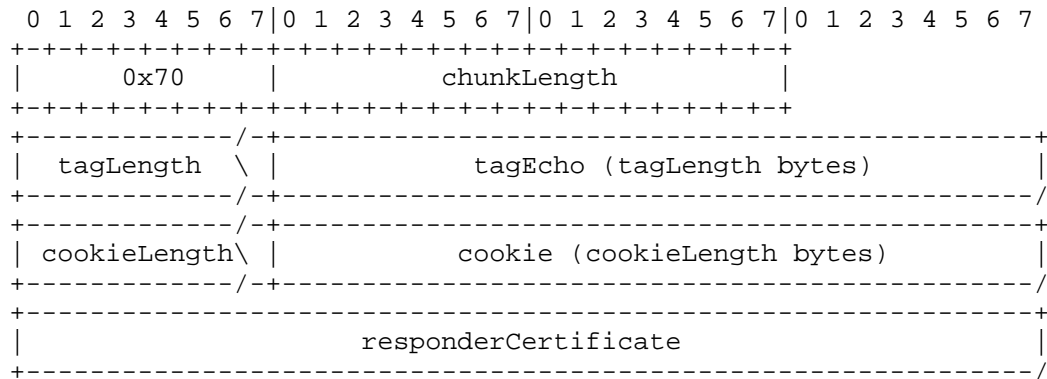 0 1 2 3 4 5 6 7|0 1 2 3 4 5 6 7|0 1 2 3 4 5 6 7|0 1 2 3 4 5 6 7
+-+-+-+-+-+-+-+-+-+-+-+-+-+-+-+-+-+-+-+-+-+-+-+-+
|      0x70     |          chunkLength          |
+-+-+-+-+-+-+-+-+-+-+-+-+-+-+-+-+-+-+-+-+-+-+-+-+
+-------------/-+-----------------------------------------------+
|  tagLength  \ |            tagEcho (tagLength bytes)          |
+-------------/-+-----------------------------------------------/
+-------------/-+-----------------------------------------------+
| cookieLength\ |           cookie (cookieLength bytes)         |
+-------------/-+-----------------------------------------------/
+---------------------------------------------------------------+
|                     responderCertificate                      |
+---------------------------------------------------------------/